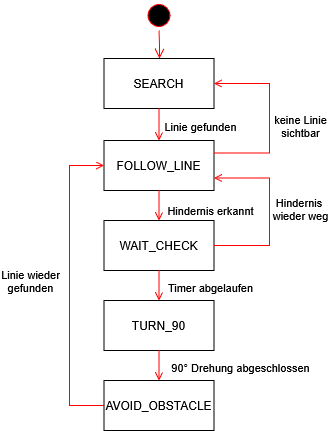 SEARCH
keine Linie
sichtbar
Linie gefunden
FOLLOW_LINE
Hindernis
wieder weg
Hindernis erkannt
WAIT_CHECK
Linie wieder
gefunden
Timer abgelaufen
TURN_90
90° Drehung abgeschlossen
AVOID_OBSTACLE